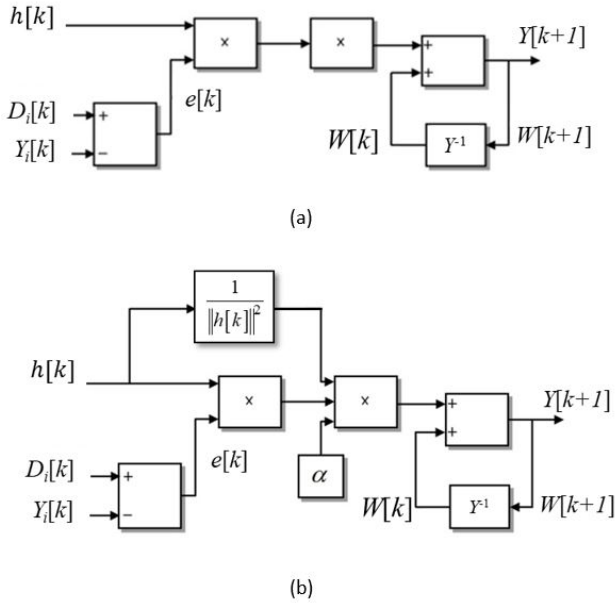 h[k]
× ×
+ Y[k+1]
+
e[k]
D_i[k] +
Y_i[k] −
W[k] Y⁻¹ W[k+1]
(a)
1/‖h[k]‖²
h[k]
× ×
+ Y[k+1]
+
e[k]
D_i[k] +
α
Y_i[k] −
W[k] Y⁻¹ W[k+1]
(b)